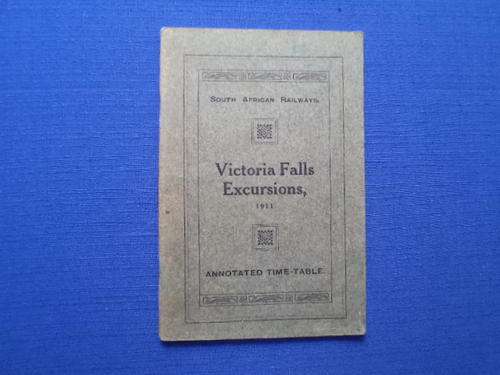 South African Railways.
Victoria Falls
Excursions,
1911
ANNOTATED TIME-TABLE